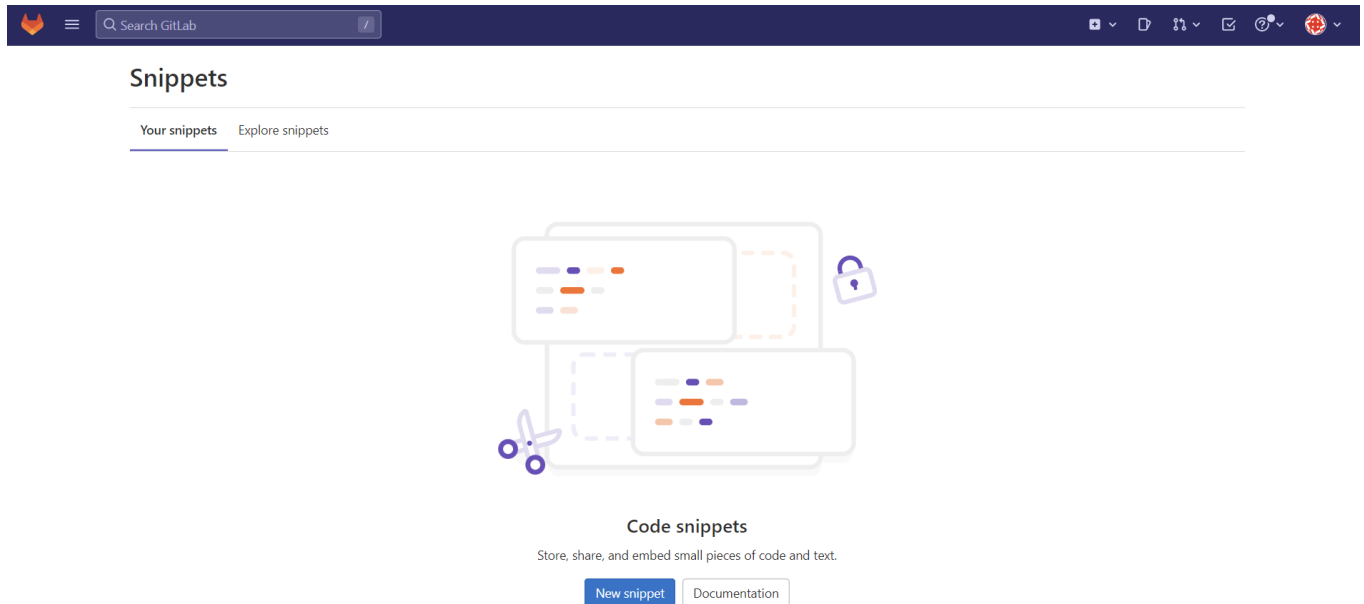 Search GitLab /
Snippets
Your snippets Explore snippets
Code snippets
Store, share, and embed small pieces of code and text.
New snippet Documentation